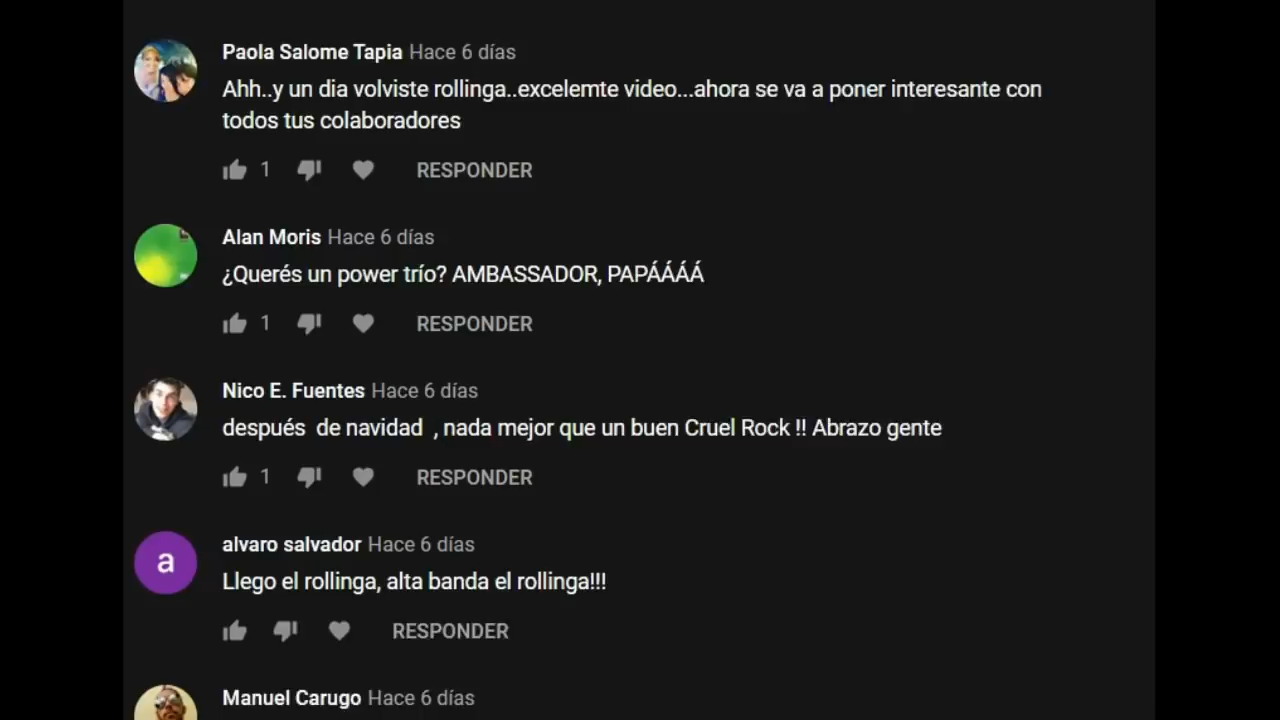 Paola Salome Tapia Hace 6 días
Ahh..y un dia volviste rollinga..excelemte video...ahora se va a poner interesante con
todos tus colaboradores
1 RESPONDER
Alan Moris Hace 6 días
¿Querés un power trío? AMBASSADOR, PAPÁÁÁÁ
1 RESPONDER
Nico E. Fuentes Hace 6 días
después  de navidad  , nada mejor que un buen Cruel Rock !! Abrazo gente
1 RESPONDER
a
alvaro salvador Hace 6 días
Llego el rollinga, alta banda el rollinga!!!
RESPONDER
Manuel Carugo Hace 6 días